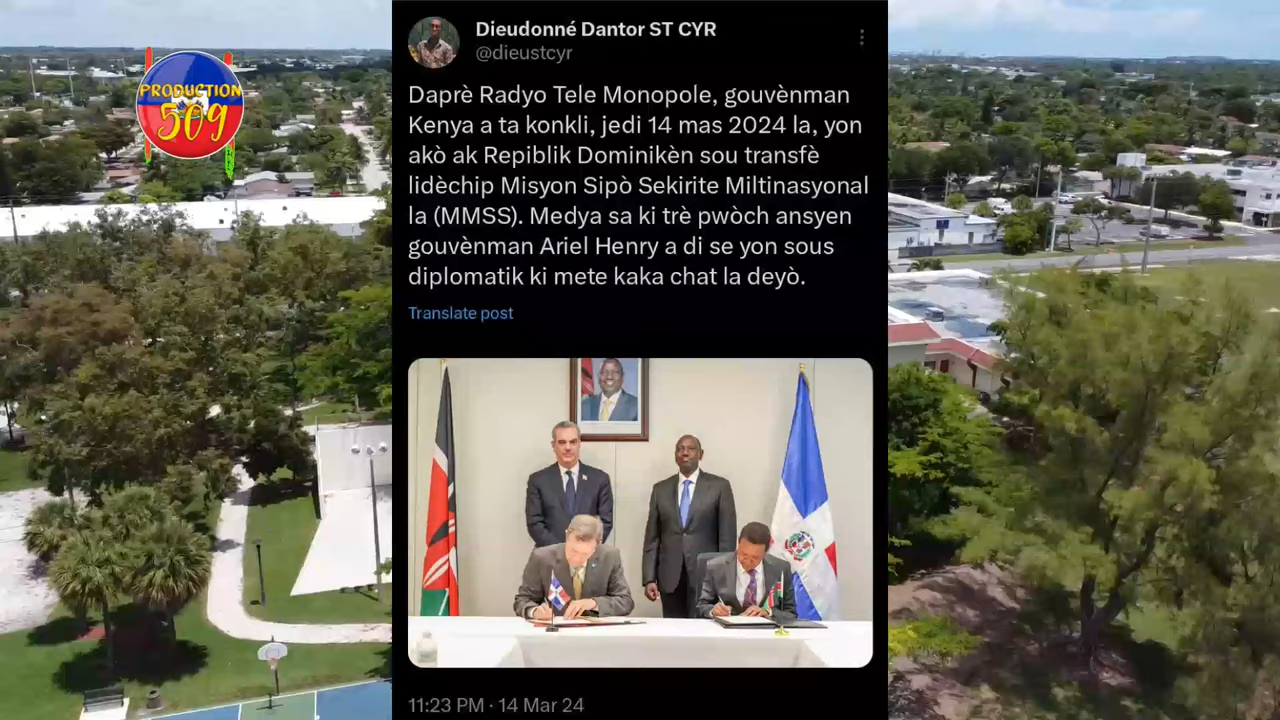 PRODUCTION
509
Dieudonné Dantor ST CYR
@dieustcyr
Daprè Radyo Tele Monopole, gouvènman
Kenya a ta konkli, jedi 14 mas 2024 la, yon
akò ak Repiblik Dominikèn sou transfè
lidèchip Misyon Sipò Sekirite Miltinasyonal
la (MMSS). Medya sa ki trè pwòch ansyen
gouvènman Ariel Henry a di se yon sous
diplomatik ki mete kaka chat la deyò.
Translate post
11:23 PM · 14 Mar 24